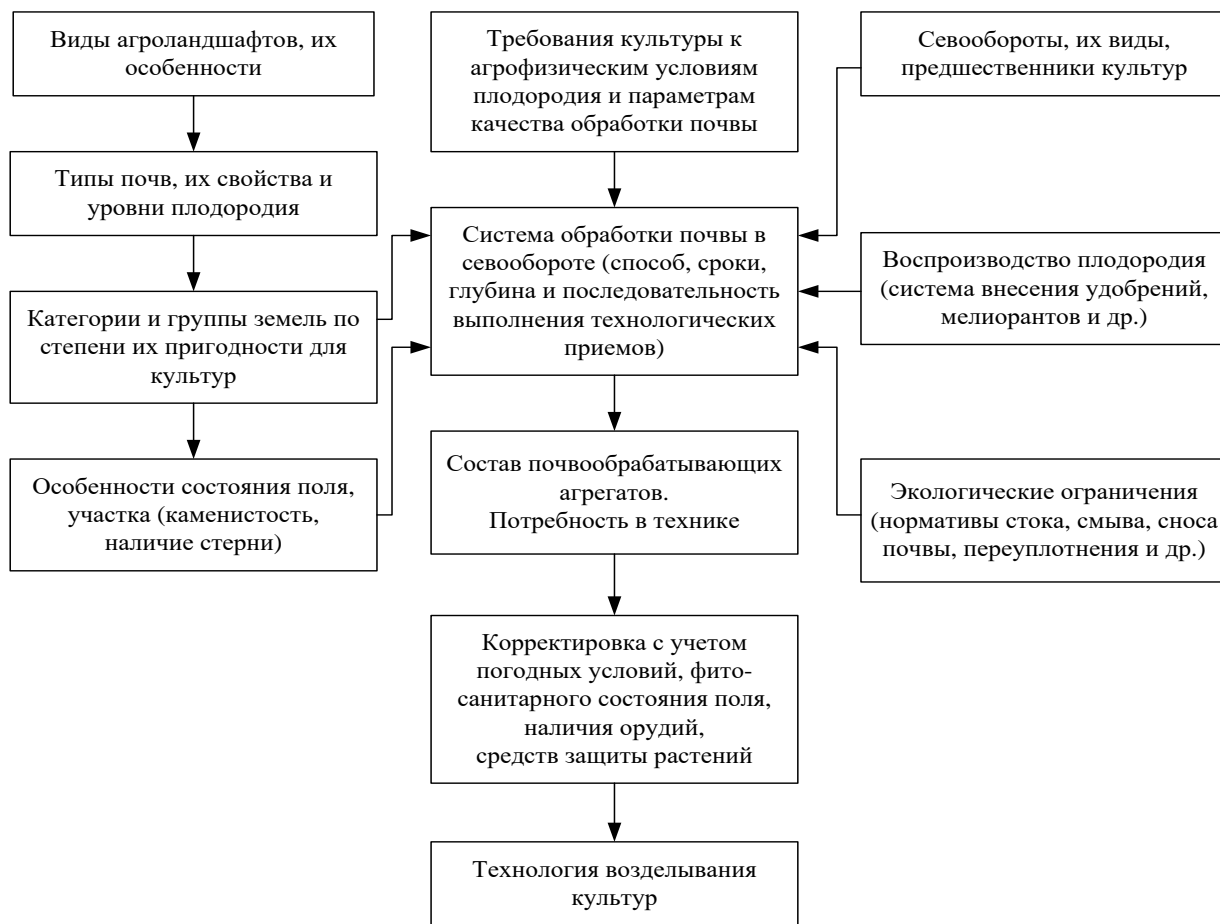 Виды агроландшафтов, их
особенности
Типы почв, их свойства и
уровни плодородия
Категории и группы земель по
степени их пригодности для
культур
Особенности состояния поля,
участка (каменистость,
наличие стерни)
Требования культуры к
агрофизическим условиям
плодородия и параметрам
качества обработки почвы
Система обработки почвы в
севообороте (способ, сроки,
глубина и последовательность
выполнения технологических
приемов)
Состав почвообрабатывающих
агрегатов.
Потребность в технике
Корректировка с учетом
погодных условий, фито-
санитарного состояния поля,
наличия орудий,
средств защиты растений
Технология возделывания
культур
Севообороты, их виды,
предшественники культур
Воспроизводство плодородия
(система внесения удобрений,
мелиорантов и др.)
Экологические ограничения
(нормативы стока, смыва, сноса
почвы, переуплотнения и др.)